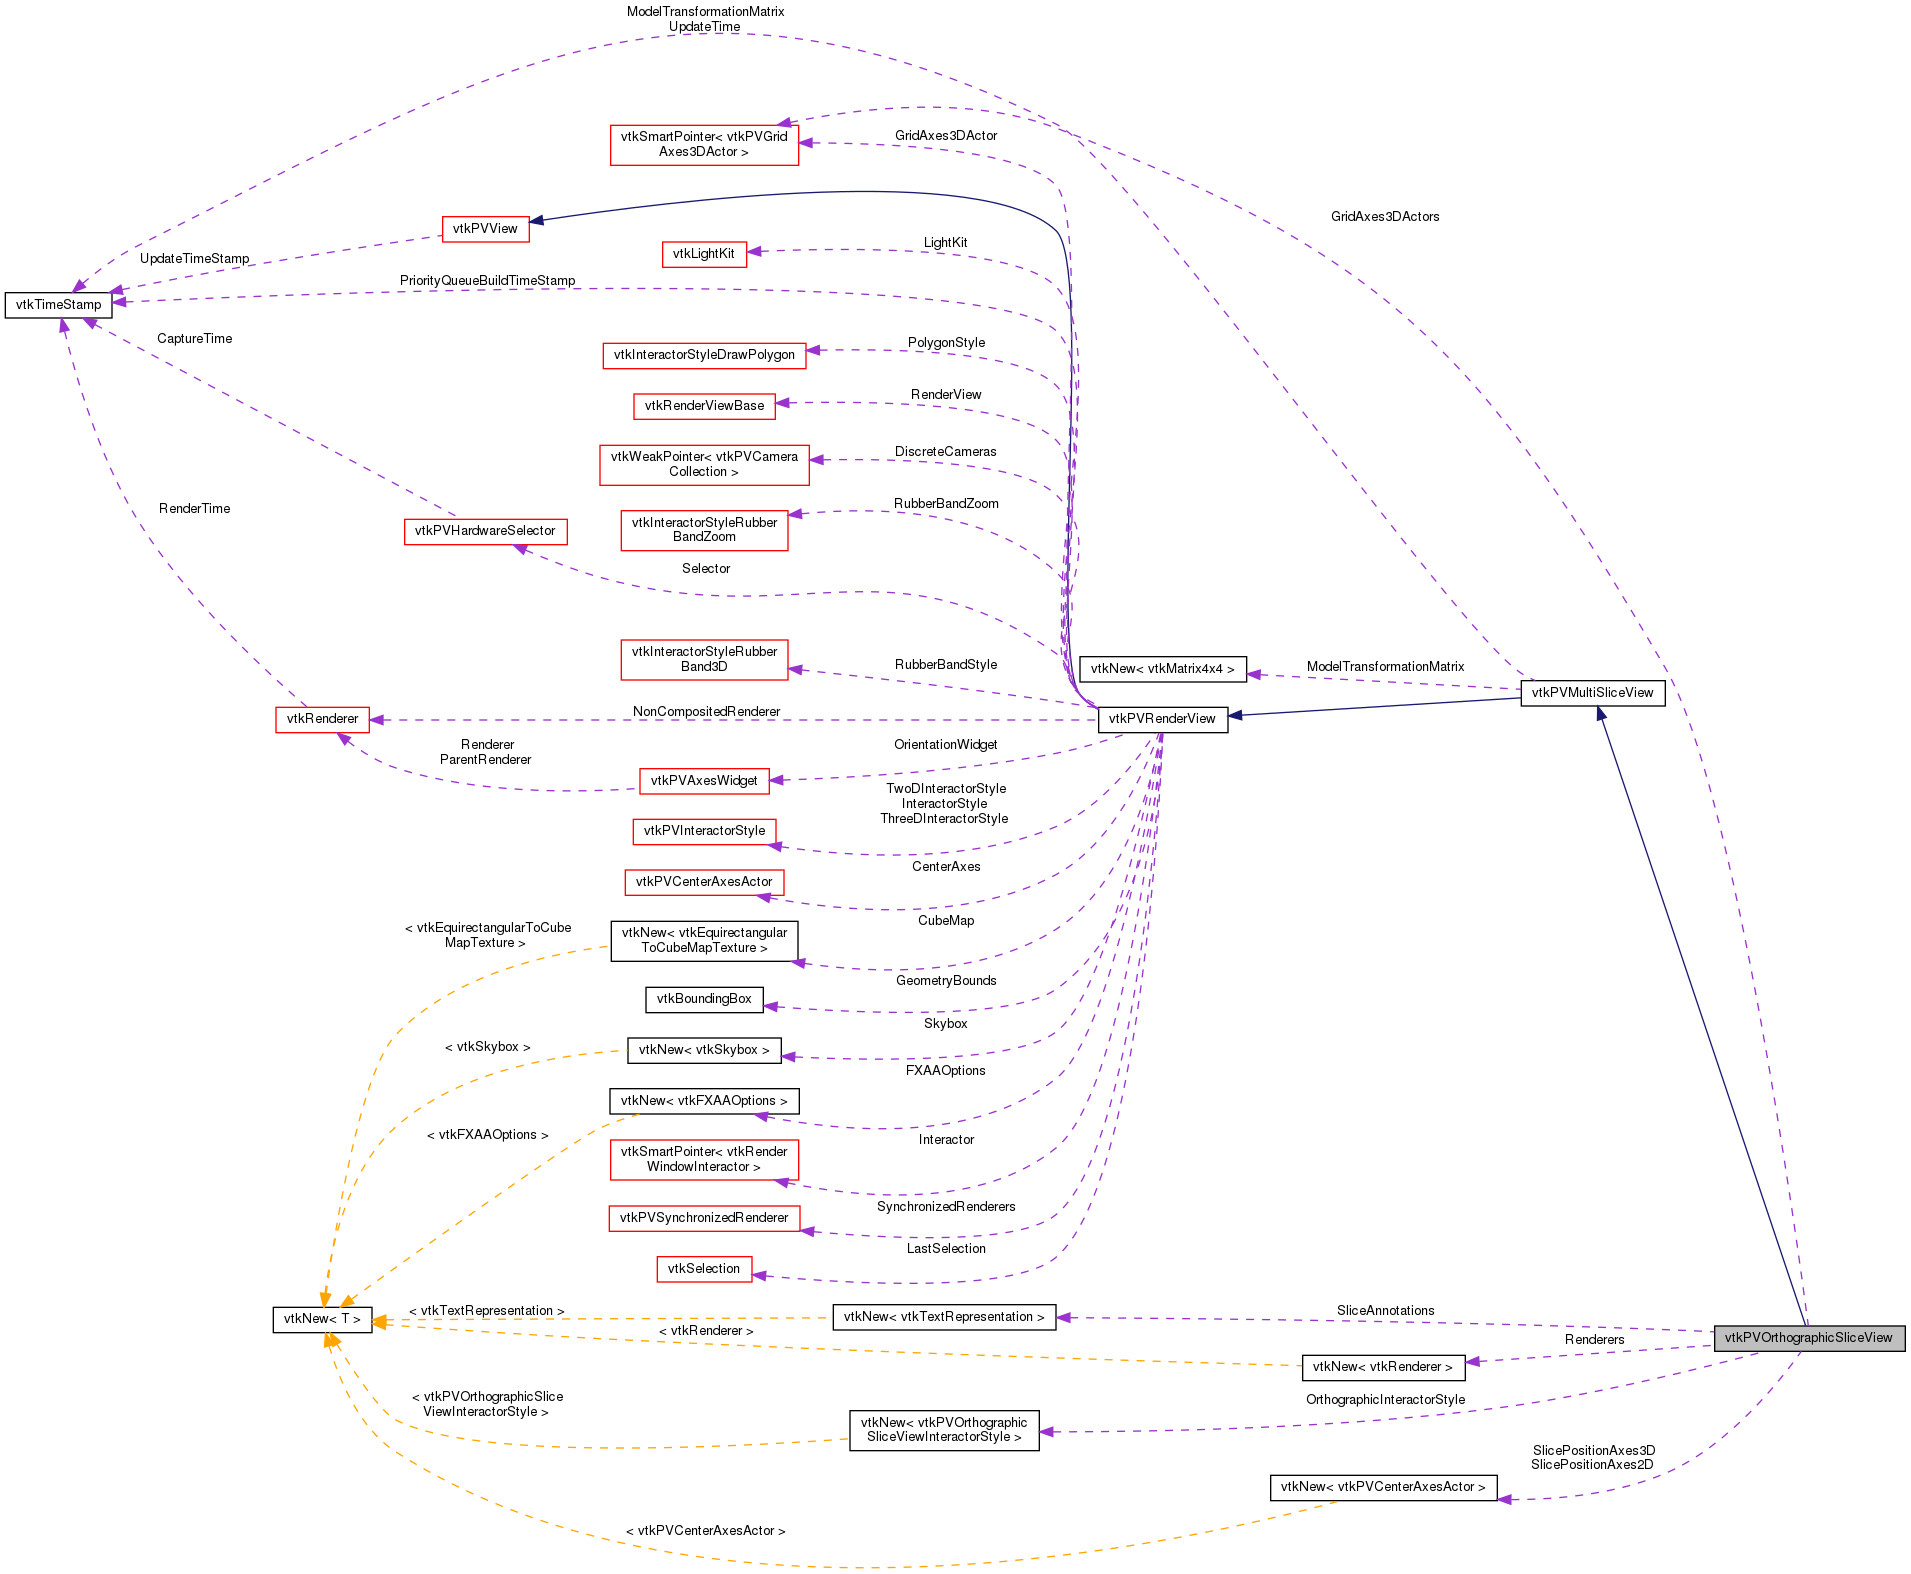 ModelTransformationMatrix
UpdateTime
vtkSmartPointer< vtkPVGrid
Axes3DActor >
GridAxes3DActor
GridAxes3DActors
vtkPVView
LightKit
vtkLightKit
UpdateTimeStamp
PriorityQueueBuildTimeStamp
vtkTimeStamp
CaptureTime
PolygonStyle
vtkInteractorStyleDrawPolygon
RenderView
vtkRenderViewBase
DiscreteCameras
vtkWeakPointer< vtkPVCamera
Collection >
RubberBandZoom
RenderTime
vtkInteractorStyleRubber
BandZoom
vtkPVHardwareSelector
Selector
vtkInteractorStyleRubber
Band3D
RubberBandStyle
vtkNew< vtkMatrix4x4 >
ModelTransformationMatrix
vtkPVMultiSliceView
NonCompositedRenderer
vtkRenderer
vtkPVRenderView
Renderer
ParentRenderer
OrientationWidget
vtkPVAxesWidget
TwoDInteractorStyle
InteractorStyle
ThreeDInteractorStyle
vtkPVInteractorStyle
CenterAxes
vtkPVCenterAxesActor
CubeMap
< vtkEquirectangularToCube
MapTexture >
vtkNew< vtkEquirectangular
ToCubeMapTexture >
GeometryBounds
vtkBoundingBox
Skybox
< vtkSkybox >
vtkNew< vtkSkybox >
FXAAOptions
vtkNew< vtkFXAAOptions >
< vtkFXAAOptions >
Interactor
vtkSmartPointer< vtkRender
WindowInteractor >
SynchronizedRenderers
vtkPVSynchronizedRenderer
LastSelection
vtkSelection
vtkNew< T >
< vtkTextRepresentation >
vtkNew< vtkTextRepresentation >
SliceAnnotations
< vtkRenderer >
Renderers
vtkPVOrthographicSliceView
vtkNew< vtkRenderer >
< vtkPVOrthographicSlice
ViewInteractorStyle >
OrthographicInteractorStyle
vtkNew< vtkPVOrthographic
SliceViewInteractorStyle >
SlicePositionAxes3D
SlicePositionAxes2D
vtkNew< vtkPVCenterAxesActor >
< vtkPVCenterAxesActor >